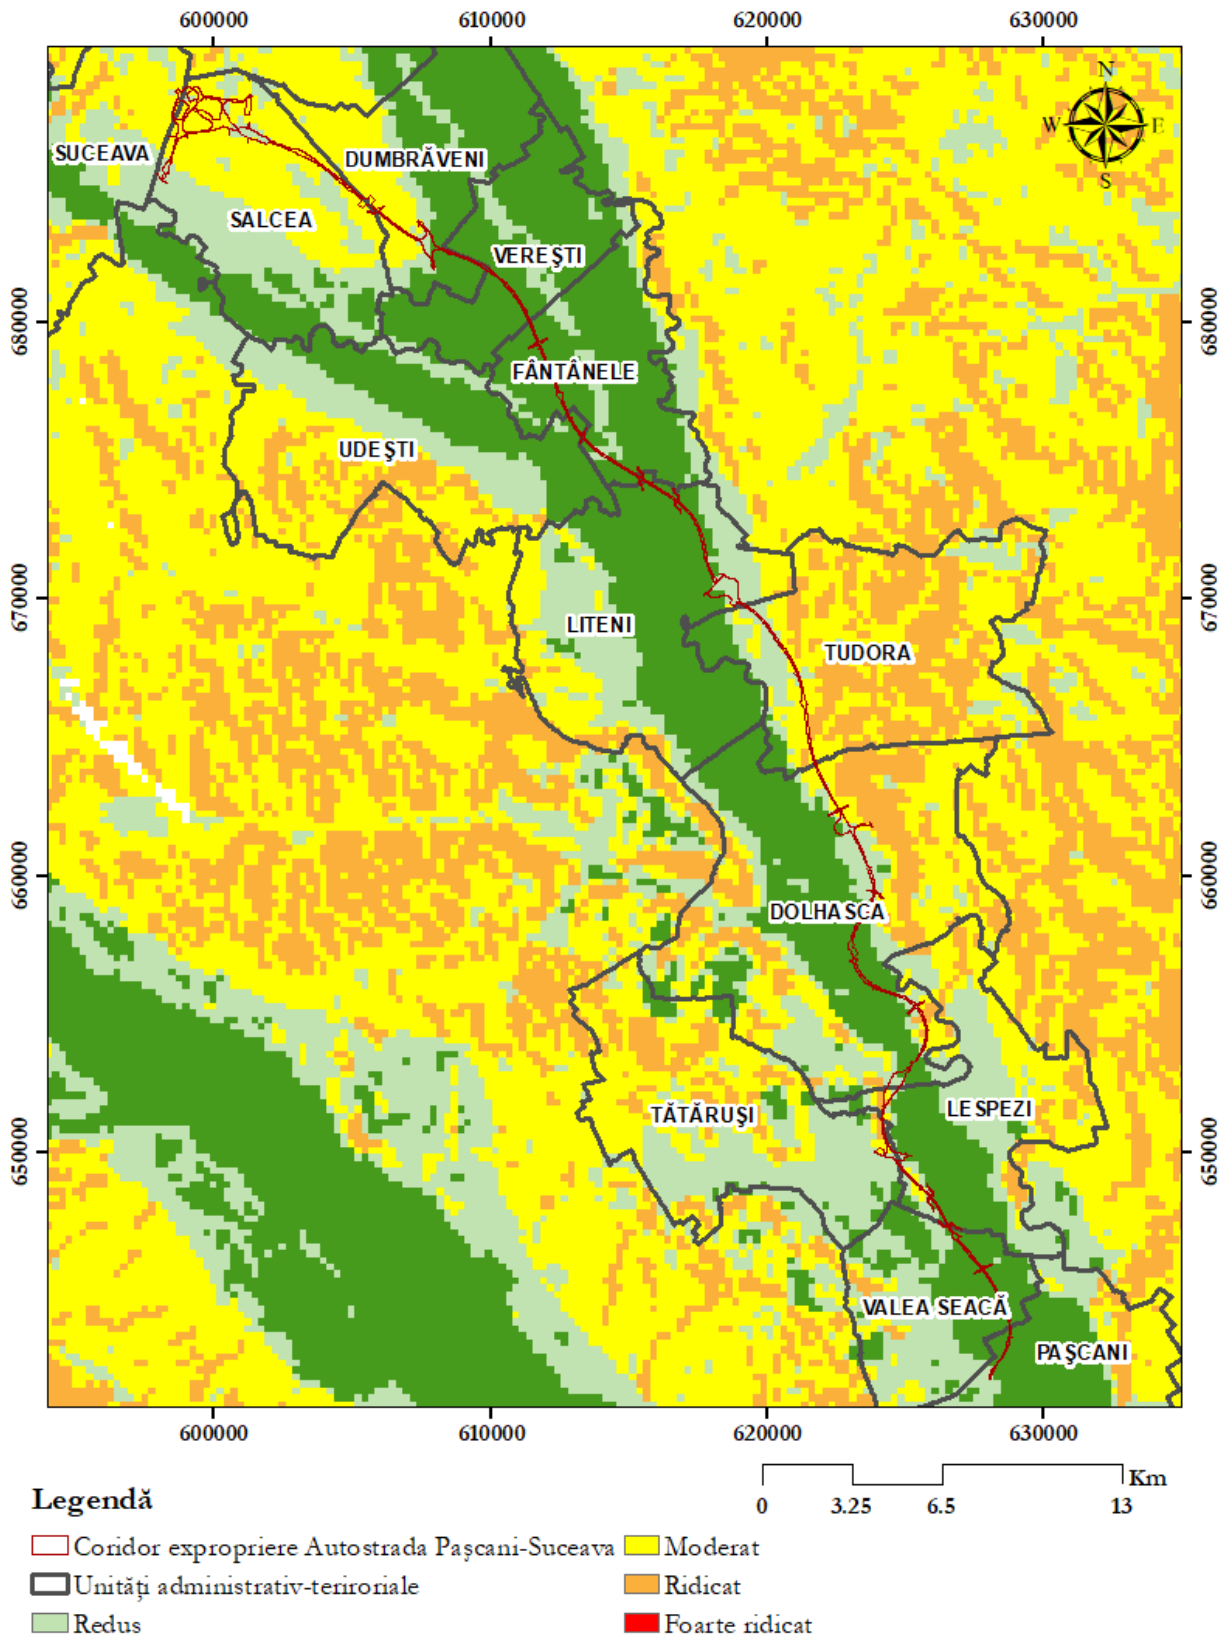 600000 610000 620000 630000
N
W E
S
SUCEAVA
DUMBRĂVENI
SALCEA
VEREŞTI
680000 680000
FÂNTÂNELE
UDEŞTI
670000 670000
LITENI
TUDORA
660000 660000
DOLHASCA
TĂTĂRUŞI
LESPEZI
650000 650000
VALEA SEACĂ
PAŞCANI
600000 610000 620000 630000
Km
0 3.25 6.5 13
Legendă
Coridor expropriere Autostrada Paşcani-Suceava Moderat
Unităţi administrativ-teriroriale Ridicat
Redus Foarte ridicat